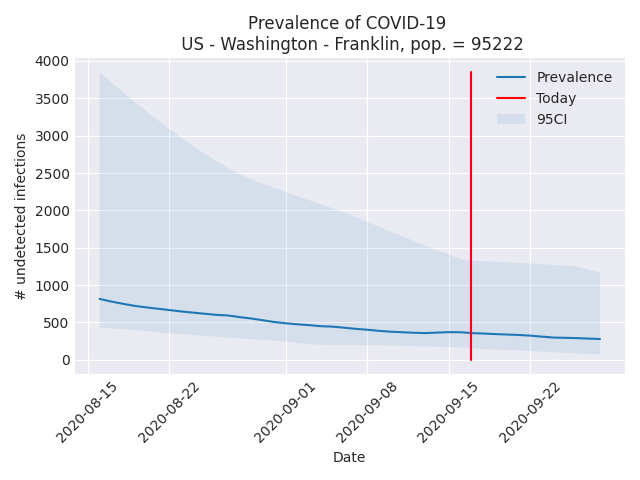 Prevalence of COVID-19
US - Washington - Franklin, pop. = 95222
4000
3500
3000
2500
2000
1500
1000
500
0
# undetected infections
Prevalence
Today
95CI
2020-08-15
2020-08-22
2020-09-01
2020-09-08
2020-09-15
2020-09-22
Date